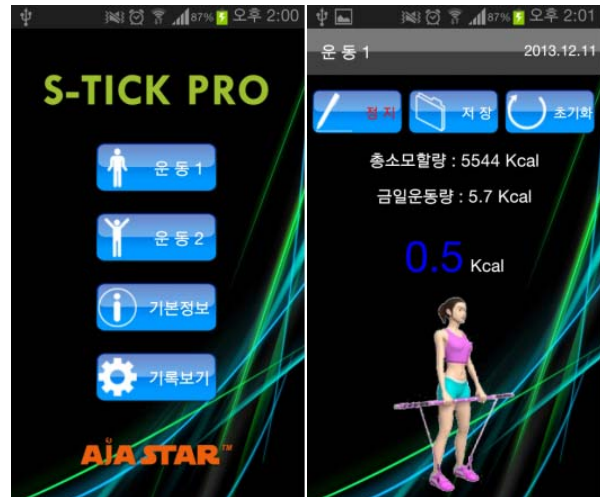 87% 오후 2:00
S-TICK PRO
운 동 1
운 동 2
기본정보
기록보기
AJA STAR™
87% 오후 2:01
운 동 1 2013.12.11
정 지 저 장 초기화
총소모할량 : 5544 Kcal
금일운동량 : 5.7 Kcal
0.5 Kcal